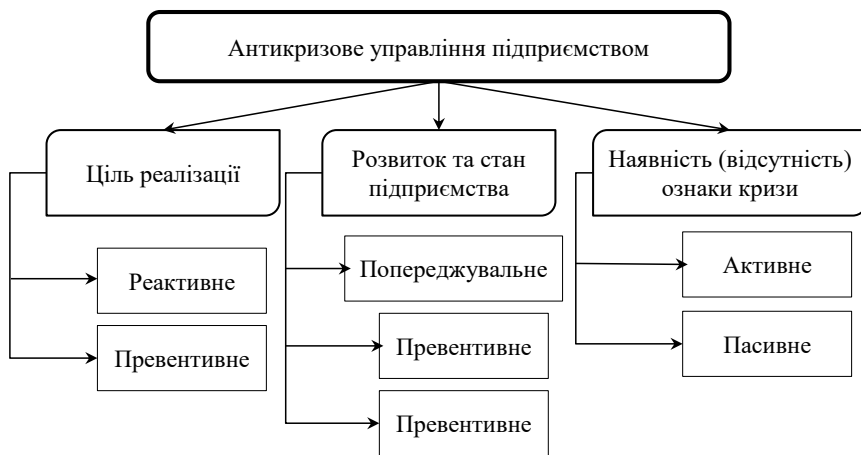 Антикризове управління підприємством
Ціль реалізації
Розвиток та стан
підприємства
Наявність (відсутність)
ознаки кризи
Реактивне
Превентивне
Попереджувальне
Превентивне
Превентивне
Активне
Пасивне